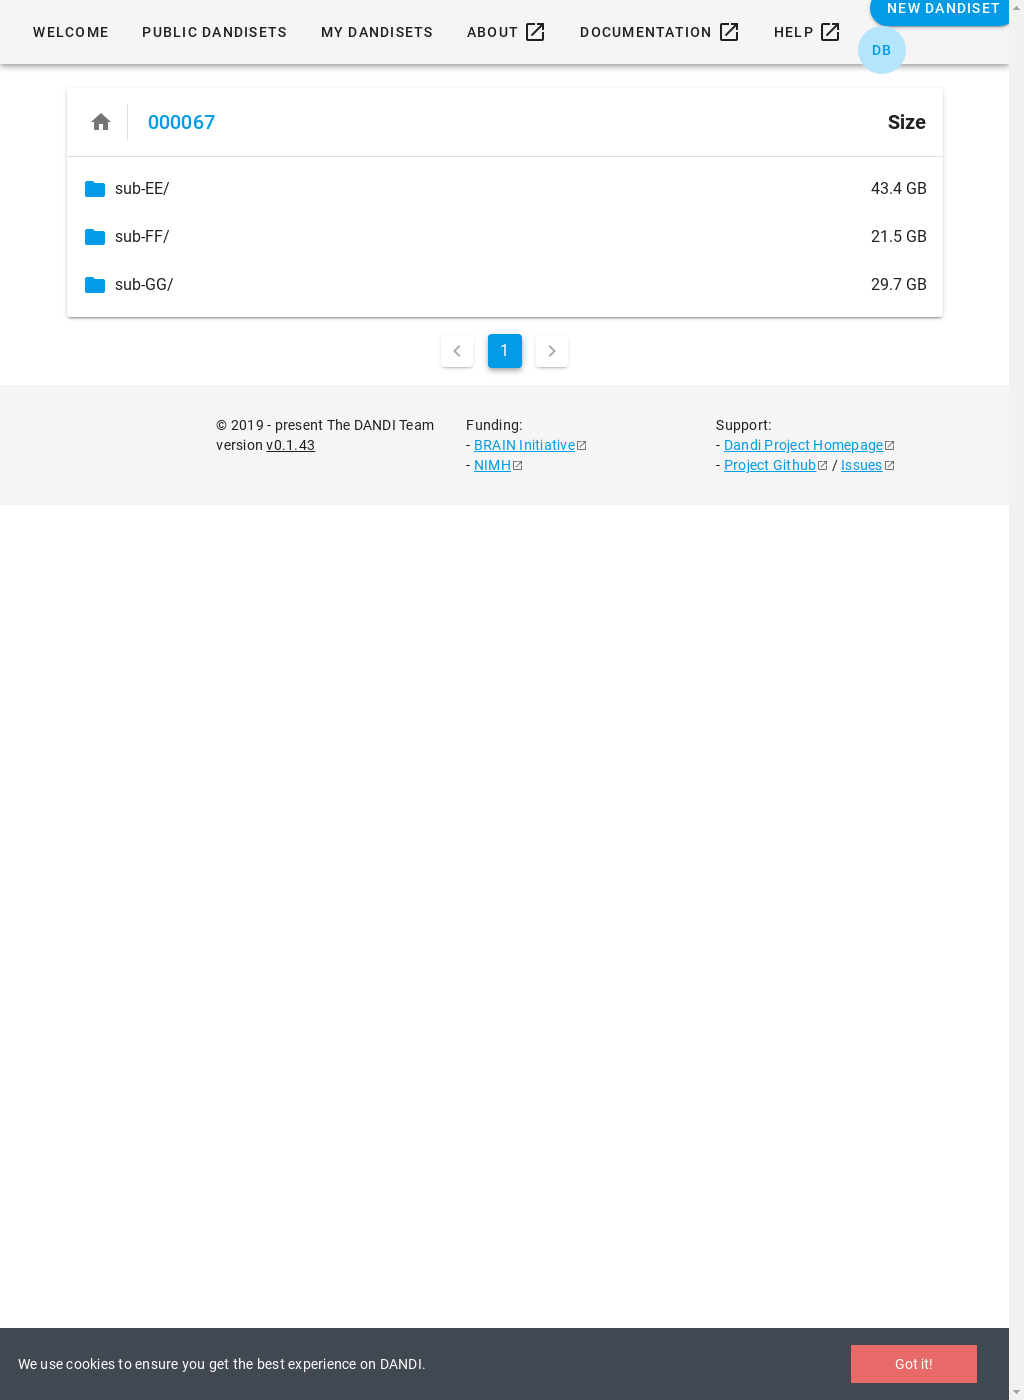 WELCOME PUBLIC DANDISETS MY DANDISETS ABOUT DOCUMENTATION HELP NEW DANDISET
DB
000067 Size
sub-EE/ 43.4 GB
sub-FF/ 21.5 GB
sub-GG/ 29.7 GB
1
© 2019 - present The DANDI Team
version v0.1.43
Funding:
- BRAIN Initiative
- NIMH
Support:
- Dandi Project Homepage
- Project Github / Issues
We use cookies to ensure you get the best experience on DANDI. Got it!